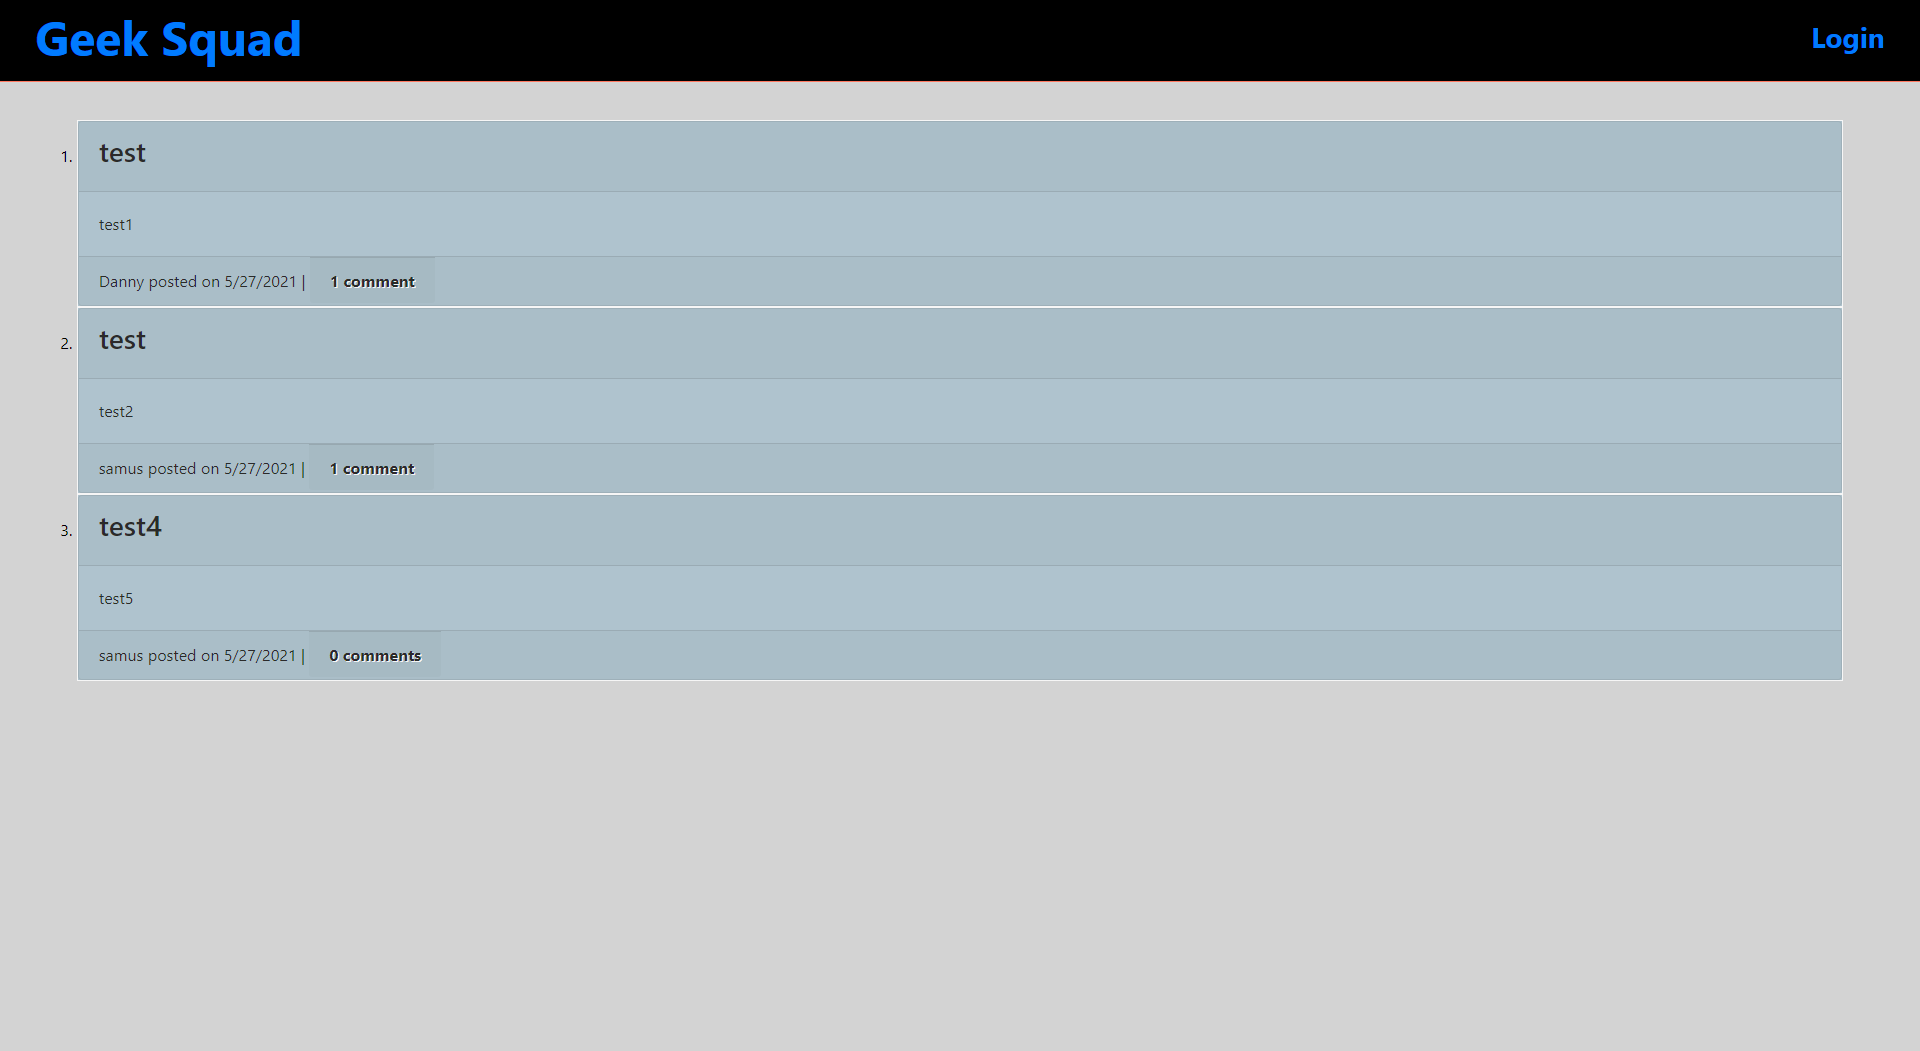 Geek Squad
Login
1. test
test1
Danny posted on 5/27/2021 | 1 comment
2. test
test2
samus posted on 5/27/2021 | 1 comment
3. test4
test5
samus posted on 5/27/2021 | 0 comments